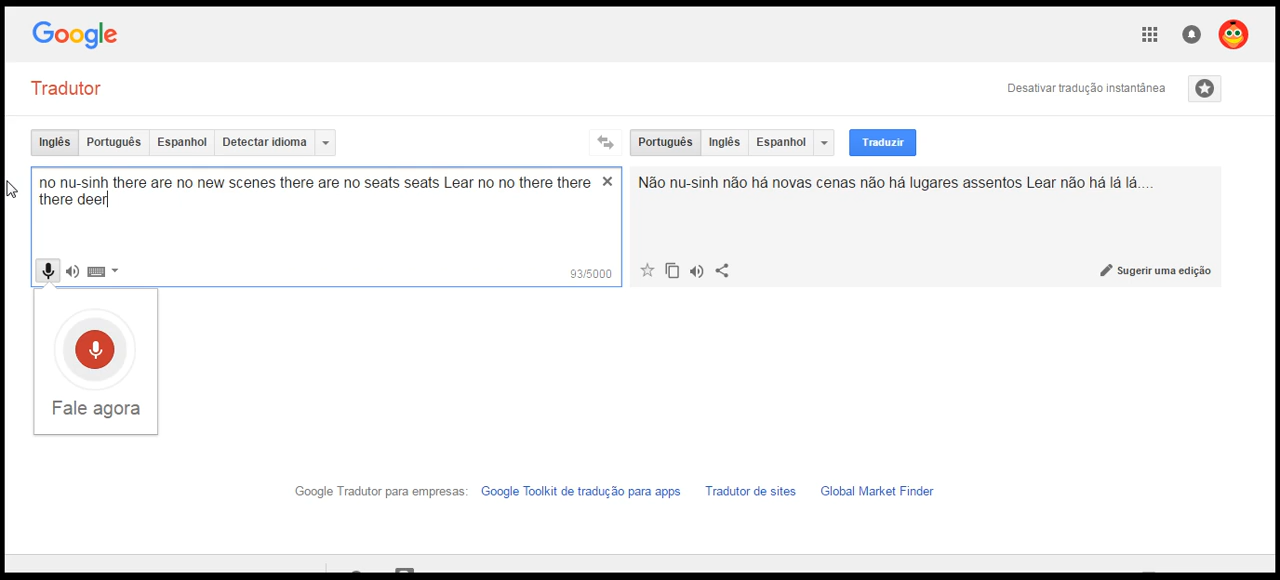 Google
Tradutor
Desativar tradução instantânea
Inglês Português Espanhol Detectar idioma
Português Inglês Espanhol
Traduzir
no nu-sinh there are no new scenes there are no seats seats Lear no no there there
there deer
93/5000
Não nu-sinh não há novas cenas não há lugares assentos Lear não há lá lá....
Sugerir uma edição
Fale agora
Google Tradutor para empresas: Google Toolkit de tradução para apps Tradutor de sites Global Market Finder